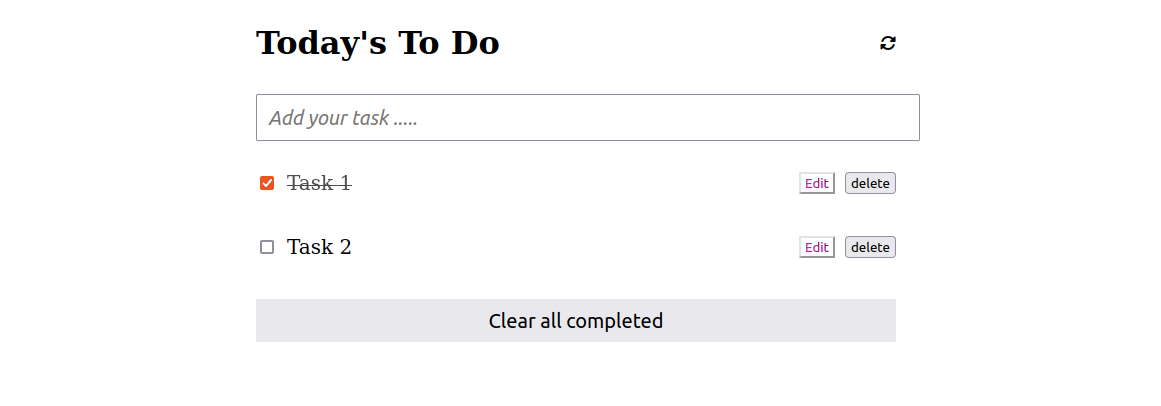 Today's To Do
Add your task .....
Task 1 Edit delete
Task 2 Edit delete
Clear all completed